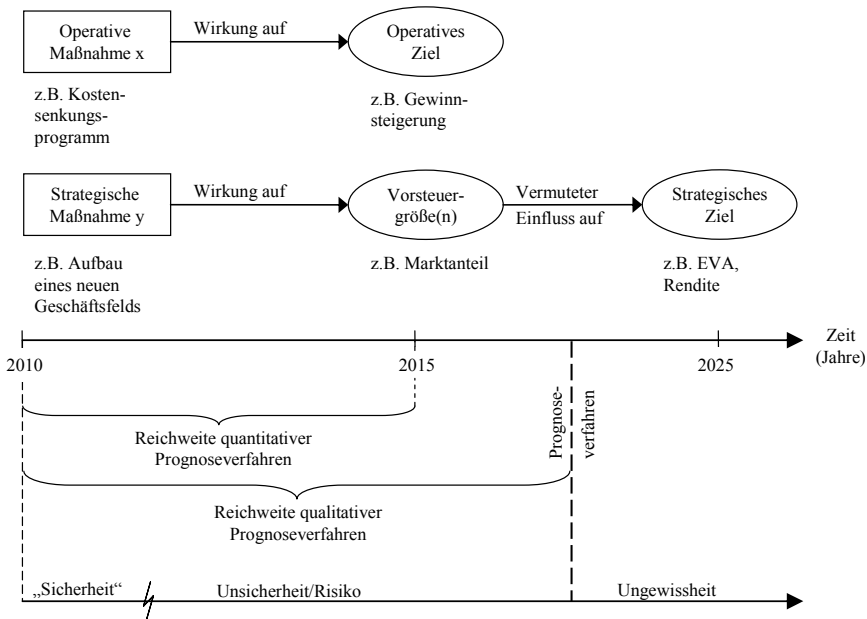 Operative
Maßnahme x
Wirkung auf
Operatives
Ziel
z.B. Kosten-
senkungs-
programm
z.B. Gewinn-
steigerung
Strategische
Maßnahme y
Wirkung auf
Vorsteuer-
größe(n)
Vermuteter
Einfluss auf
Strategisches
Ziel
z.B. Aufbau
eines neuen
Geschäftsfelds
z.B. Marktanteil
z.B. EVA,
Rendite
Zeit
(Jahre)
2010
2015
2025
Prognose-
verfahren
Reichweite quantitativer
Prognoseverfahren
Reichweite qualitativer
Prognoseverfahren
„Sicherheit“
Unsicherheit/Risiko
Ungewissheit